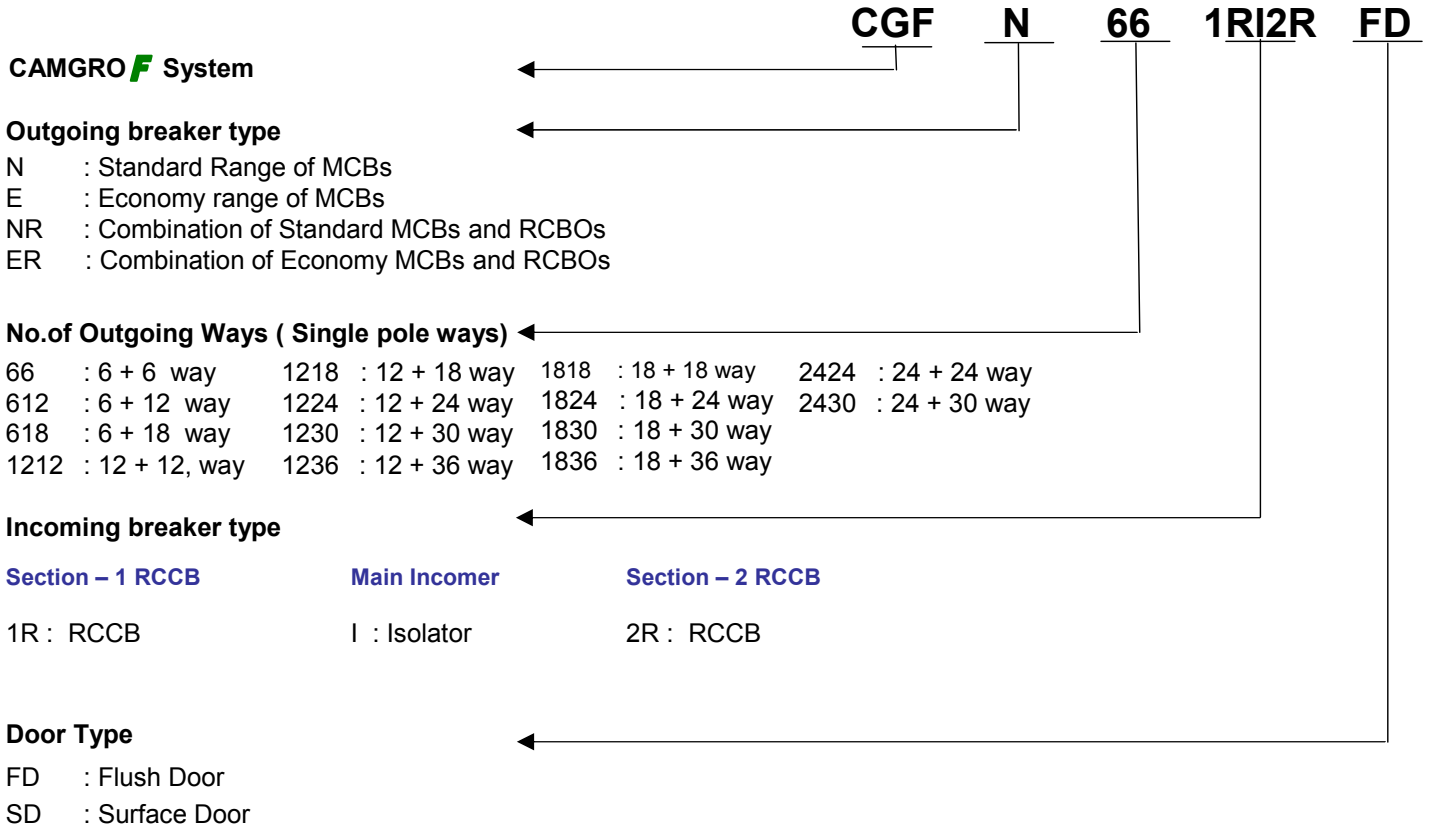 CGF N 66 1RI2R FD
CAMGROF System
Outgoing breaker type
N : Standard Range of MCBs
E : Economy range of MCBs
NR : Combination of Standard MCBs and RCBOs
ER : Combination of Economy MCBs and RCBOs
No.of Outgoing Ways ( Single pole ways)
66 : 6 + 6 way 1218 : 12 + 18 way 1818 : 18 + 18 way 2424 : 24 + 24 way
612 : 6 + 12 way 1224 : 12 + 24 way 1824 : 18 + 24 way 2430 : 24 + 30 way
618 : 6 + 18 way 1230 : 12 + 30 way 1830 : 18 + 30 way
1212 : 12 + 12, way 1236 : 12 + 36 way 1836 : 18 + 36 way
Incoming breaker type
Section – 1 RCCB Main Incomer Section – 2 RCCB
1R : RCCB I : Isolator 2R : RCCB
Door Type
FD : Flush Door
SD : Surface Door